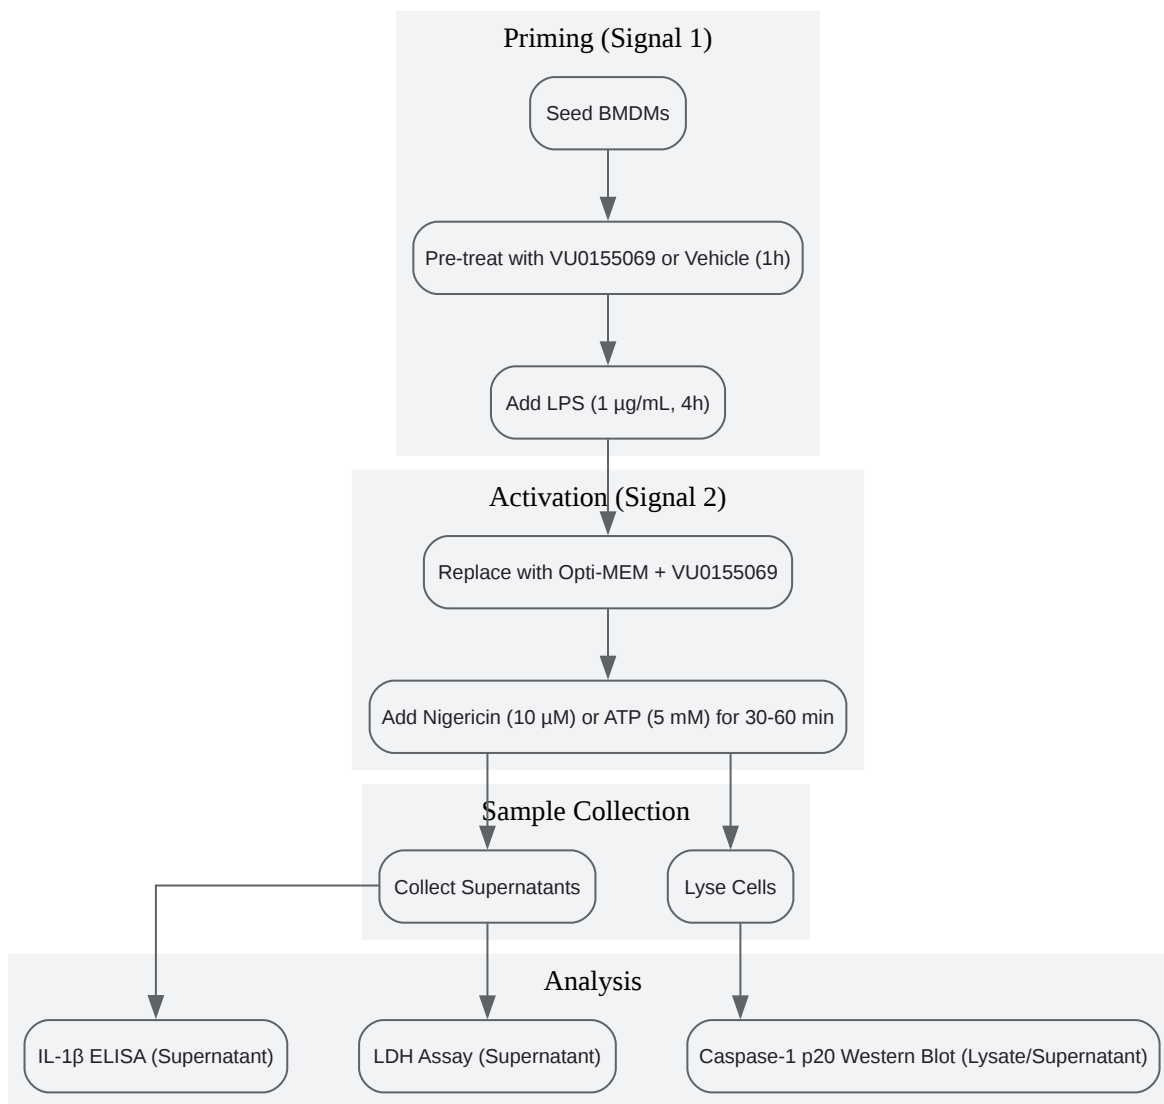 Priming (Signal 1)
Seed BMDMs
Pre-treat with VU0155069 or Vehicle (1h)
Add LPS (1 µg/mL, 4h)
Activation (Signal 2)
Replace with Opti-MEM + VU0155069
Add Nigericin (10 µM) or ATP (5 mM) for 30-60 min
Sample Collection
Collect Supernatants
Lyse Cells
Analysis
IL-1β ELISA (Supernatant)
LDH Assay (Supernatant)
Caspase-1 p20 Western Blot (Lysate/Supernatant)